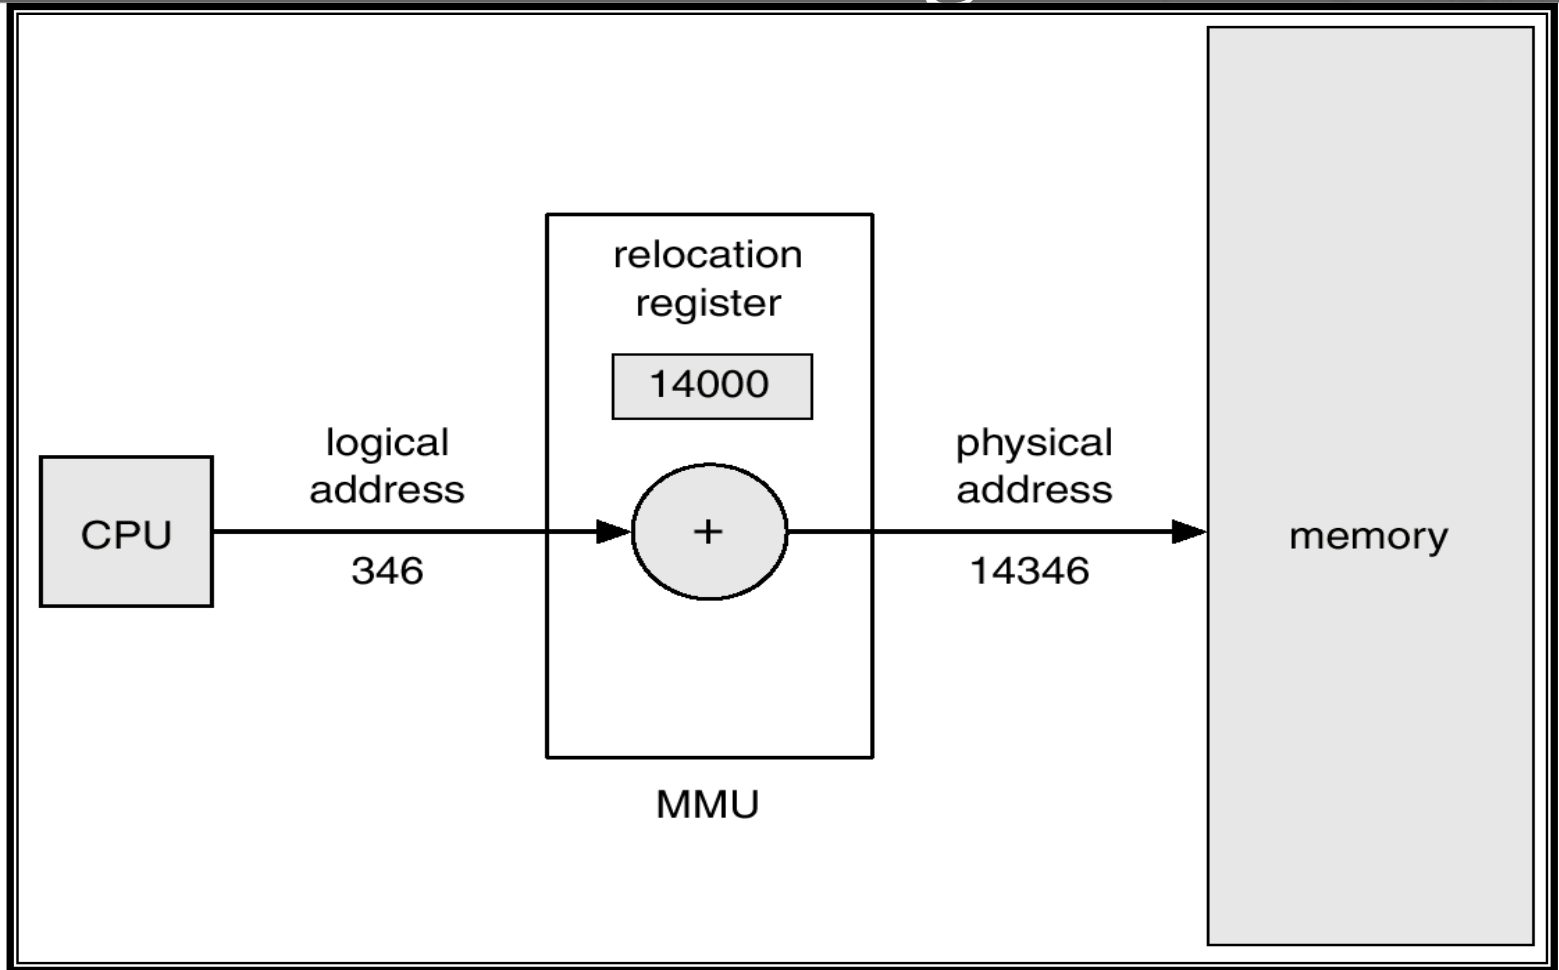 relocation
register
14000
logical
address
physical
address
CPU
+
memory
346
14346
MMU